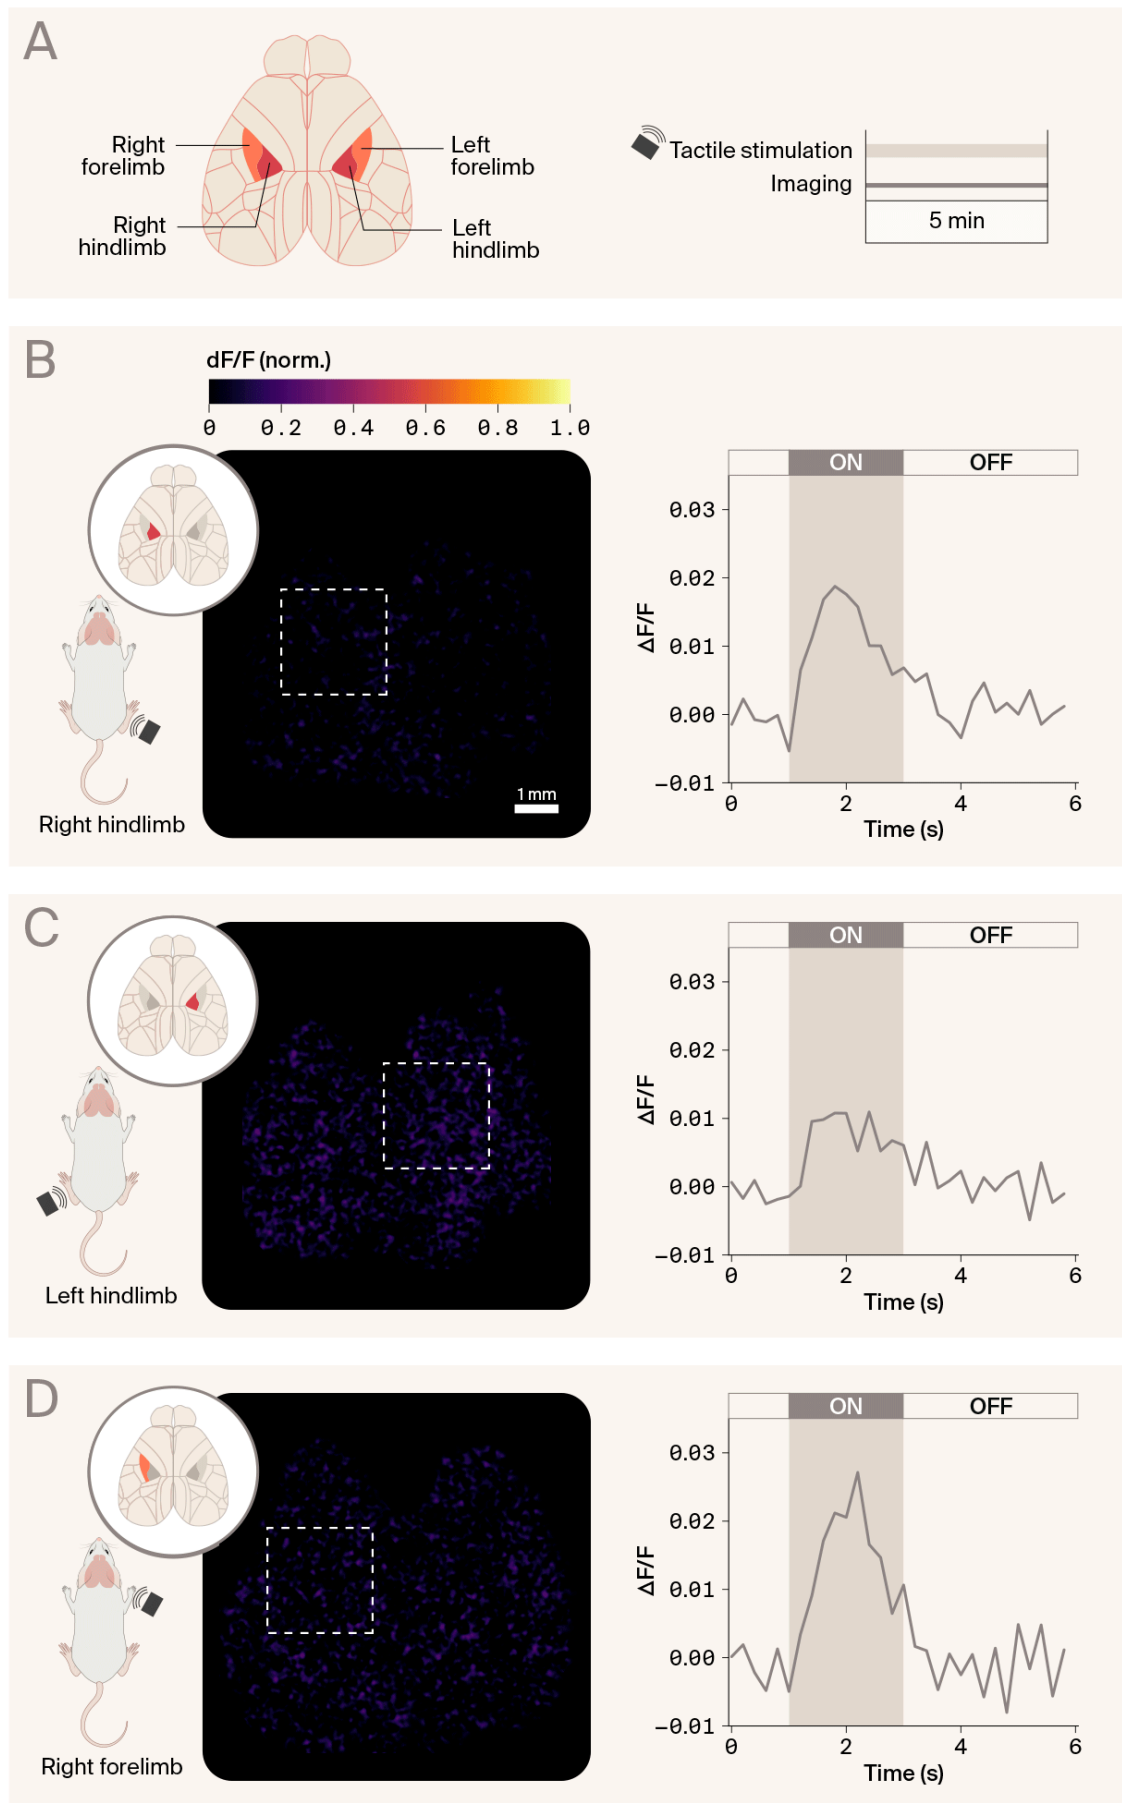 A
Right
forelimb
Right
hindlimb
Left
forelimb
Left
hindlimb
Tactile stimulation
Imaging
5 min
B
dF/F (norm.)
0 0.2 0.4 0.6 0.8 1.0
1 mm
Right hindlimb
ON OFF
0.03
0.02
0.01
0.00
−0.01
ΔF/F
0 2 4 6
Time (s)
C
Left hindlimb
ON OFF
0.03
0.02
0.01
0.00
−0.01
ΔF/F
0 2 4 6
Time (s)
D
Right forelimb
ON OFF
0.03
0.02
0.01
0.00
−0.01
ΔF/F
0 2 4 6
Time (s)